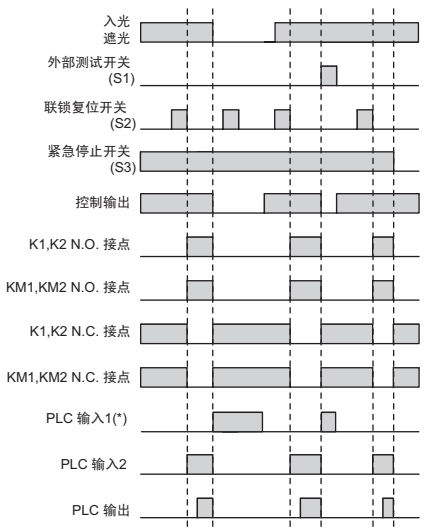 入光
遮光
外部测试开关
(S1)
联锁复位开关
(S2)
紧急停止开关
(S3)
控制输出
K1,K2 N.O. 接点
KM1,KM2 N.O. 接点
K1,K2 N.C. 接点
KM1,KM2 N.C. 接点
PLC 输入1(*)
PLC 输入2
PLC 输出